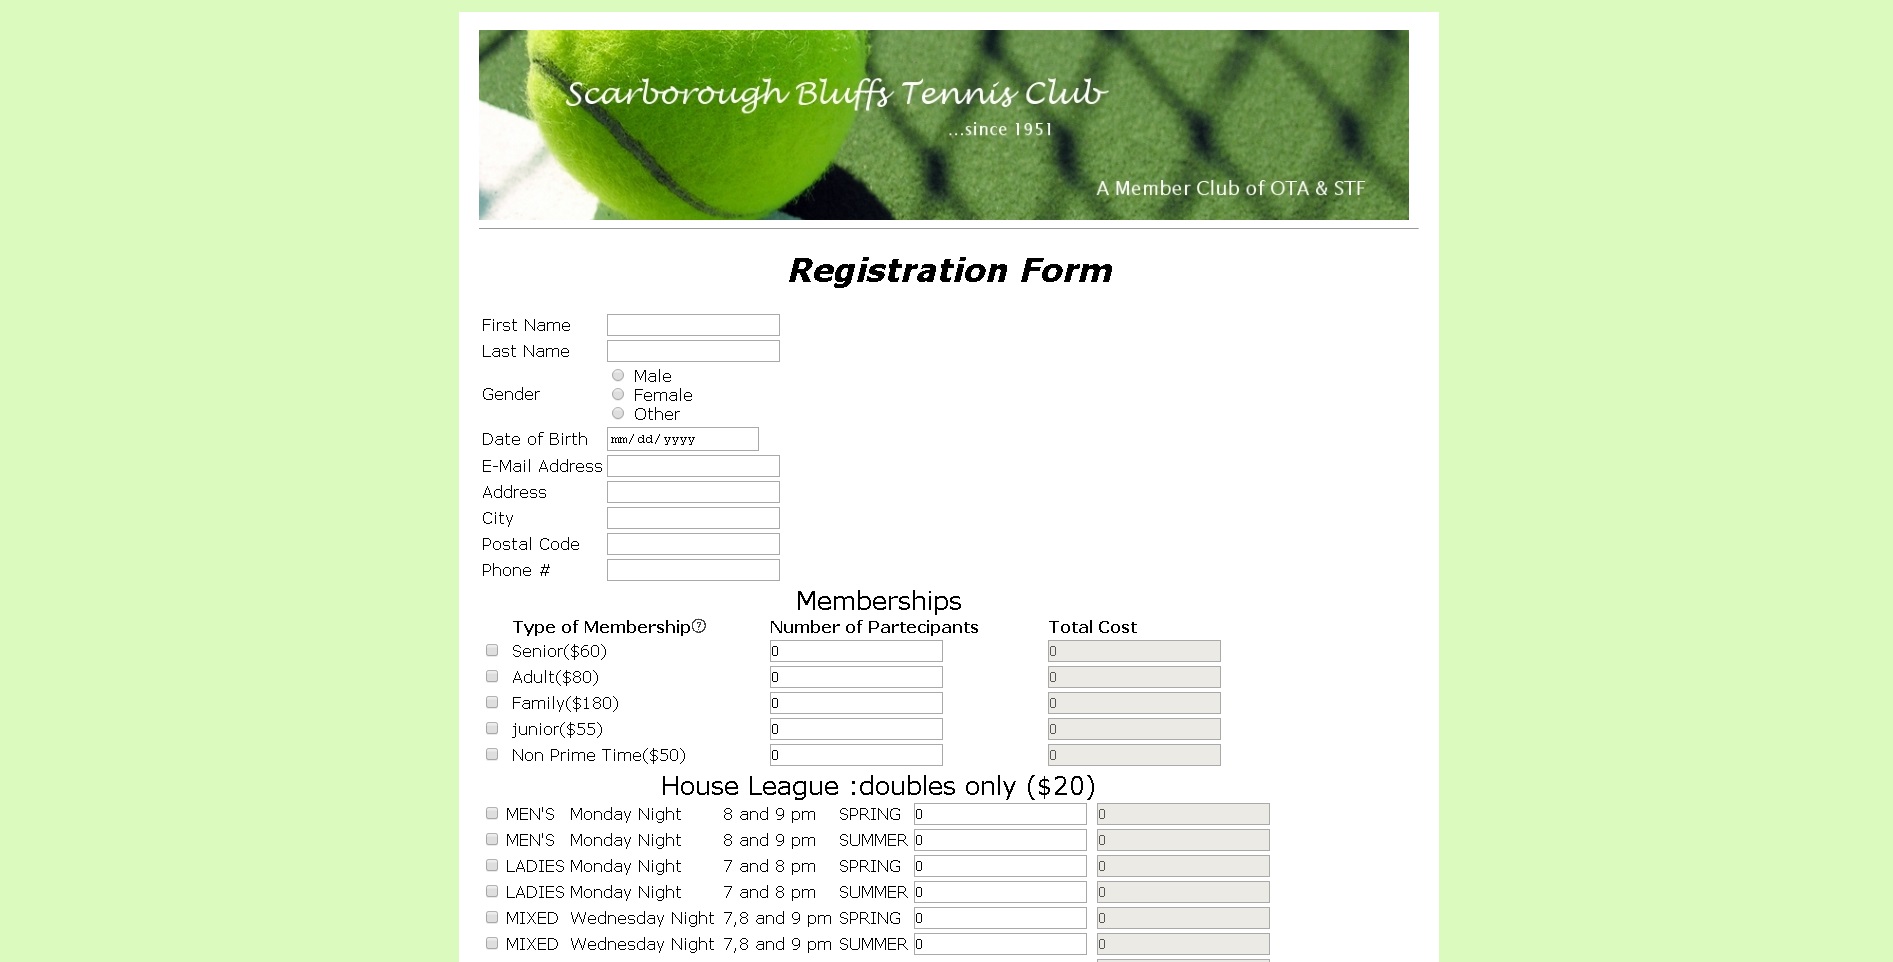 Scarborough Bluffs Tennis Club
...since 1951
A Member Club of OTA & STF
Registration Form
First Name
Last Name
Gender
Male
Female
Other
Date of Birth mm/dd/yyyy
E-Mail Address
Address
City
Postal Code
Phone #
Memberships
Type of Membership? Number of Partecipants Total Cost
Senior($60) 0 0
Adult($80) 0 0
Family($180) 0 0
junior($55) 0 0
Non Prime Time($50) 0 0
House League :doubles only ($20)
MEN'S Monday Night 8 and 9 pm SPRING 0 0
MEN'S Monday Night 8 and 9 pm SUMMER 0 0
LADIES Monday Night 7 and 8 pm SPRING 0 0
LADIES Monday Night 7 and 8 pm SUMMER 0 0
MIXED Wednesday Night 7,8 and 9 pm SPRING 0 0
MIXED Wednesday Night 7,8 and 9 pm SUMMER 0 0